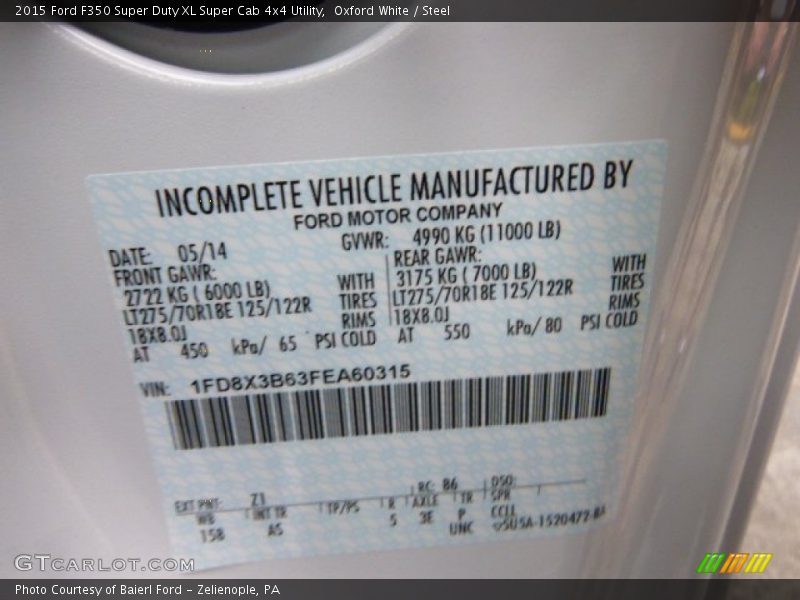 2015 Ford F350 Super Duty XL Super Cab 4x4 Utility, Oxford White / Steel
INCOMPLETE VEHICLE MANUFACTURED BY
FORD MOTOR COMPANY
DATE: 05/14 GVWR: 4990 KG (11000 LB)
FRONT GAWR: REAR GAWR:
2722 KG ( 6000 LB) WITH 3175 KG ( 7000 LB) WITH
LT275/70R18E 125/122R TIRES LT275/70R18E 125/122R TIRES
18X8.0J RIMS 18X8.0J RIMS
AT 450 kPa/ 65 PSI COLD AT 550 kPa/ 80 PSI COLD
VIN: 1FD8X3B63FEA60315
EXT PNT: Z1 RC: 86 DSO:
WB INT TR TP/PS R AXLE TR SPR
158 AS 5 3E P CCLL
UNC
GTCARLOT.COM
Photo Courtesy of Baierl Ford - Zelienople, PA